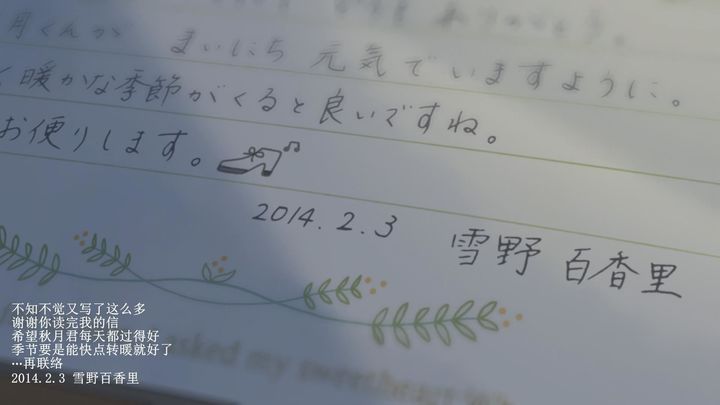 月くんが まいにち 元気でいますように。
く暖かな季節がくると良いですね。
お便りします。
2014.2.3 雪野 百香里
asked my sweetheart
不知不觉又写了这么多
谢谢你读完我的信
希望秋月君每天都过得好
季节要是能快点转暖就好了
…再联络
2014.2.3 雪野百香里